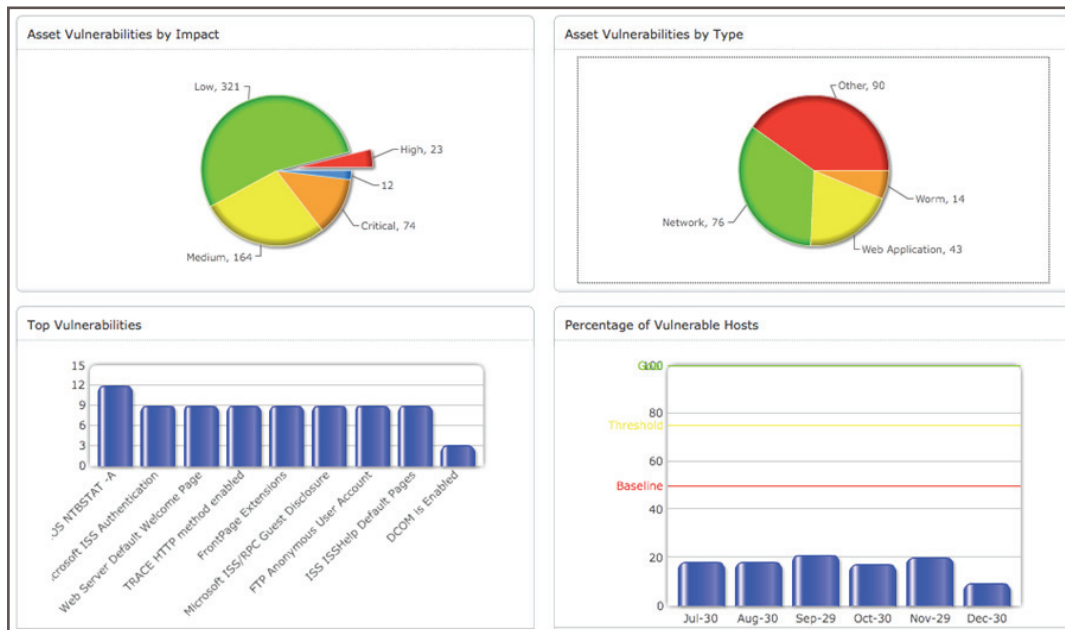 Asset Vulnerabilities by Impact
Low, 321
High, 23
12
Critical, 74
Medium, 164
Asset Vulnerabilities by Type
Other, 90
Worm, 14
Web Application, 43
Network, 76
Top Vulnerabilities
15
12
9
6
3
0
OS NTBSTAT -A
crosoft ISS Authentication
Web Server Default Welcome Page
TRACE HTTP method enabled
FrontPage Extensions
Microsoft ISS/RPC Guest Disclosure
FTP Anonymous User Account
ISS ISSHelp Default Pages
DCOM is Enabled
Percentage of Vulnerable Hosts
100
80
Threshold
60
Baseline
40
20
0
Jul-30
Aug-30
Sep-29
Oct-30
Nov-29
Dec-30